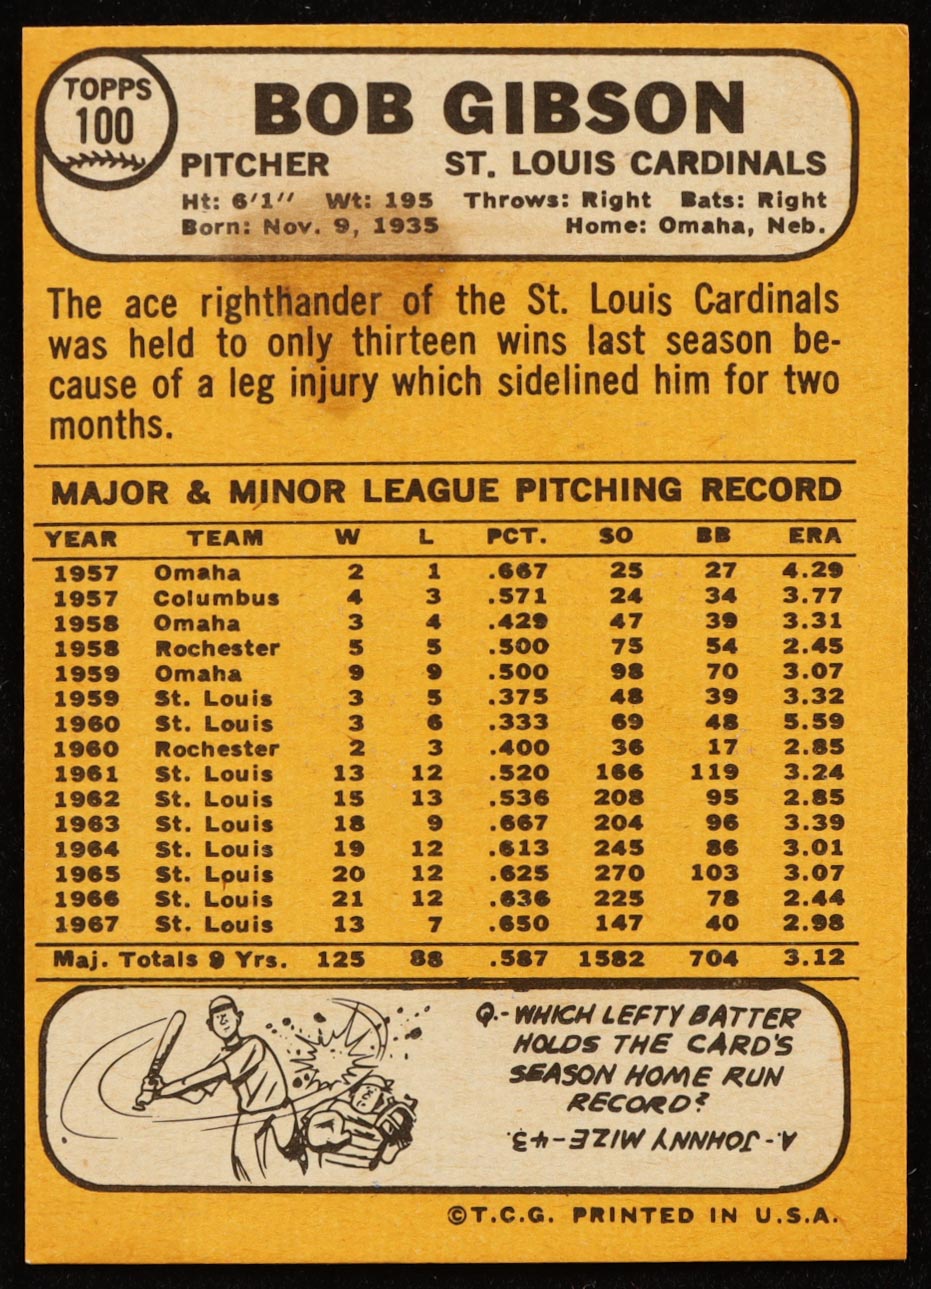 TOPPS
100
BOB GIBSON
PITCHER ST. LOUIS CARDINALS
Ht: 6'1" Wt: 195 Throws: Right Bats: Right
Born: Nov. 9, 1935 Home: Omaha, Neb.
The ace righthander of the St. Louis Cardinals
was held to only thirteen wins last season be-
cause of a leg injury which sidelined him for two
months.
MAJOR & MINOR LEAGUE PITCHING RECORD
YEAR TEAM W L PCT. SO BB ERA
1957 Omaha 2 1 .667 25 27 4.29
1957 Columbus 4 3 .571 24 34 3.77
1958 Omaha 3 4 .429 47 39 3.31
1958 Rochester 5 5 .500 75 54 2.45
1959 Omaha 9 9 .500 98 70 3.07
1959 St. Louis 3 5 .375 48 39 3.32
1960 St. Louis 3 6 .333 69 48 5.59
1960 Rochester 2 3 .400 36 17 2.85
1961 St. Louis 13 12 .520 166 119 3.24
1962 St. Louis 15 13 .536 208 95 2.85
1963 St. Louis 18 9 .667 204 96 3.39
1964 St. Louis 19 12 .613 245 86 3.01
1965 St. Louis 20 12 .625 270 103 3.07
1966 St. Louis 21 12 .636 225 78 2.44
1967 St. Louis 13 7 .650 147 40 2.98
Maj. Totals 9 Yrs. 125 88 .587 1582 704 3.12
Q.- WHICH LEFTY BATTER
HOLDS THE CARD'S
SEASON HOME RUN
RECORD?
A.- JOHNNY MIZE - 43.
©T.C.G. PRINTED IN U.S.A.